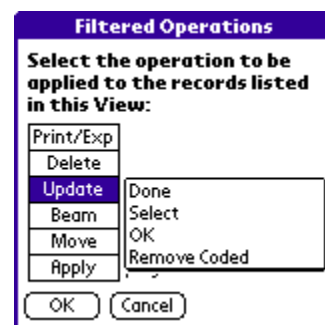 Filtered Operations
Select the operation to be
applied to the records listed
in this View:
Print/Exp
Delete
Update
Beam
Move
Apply
Done
Select
OK
Remove Coded
OK
Cancel